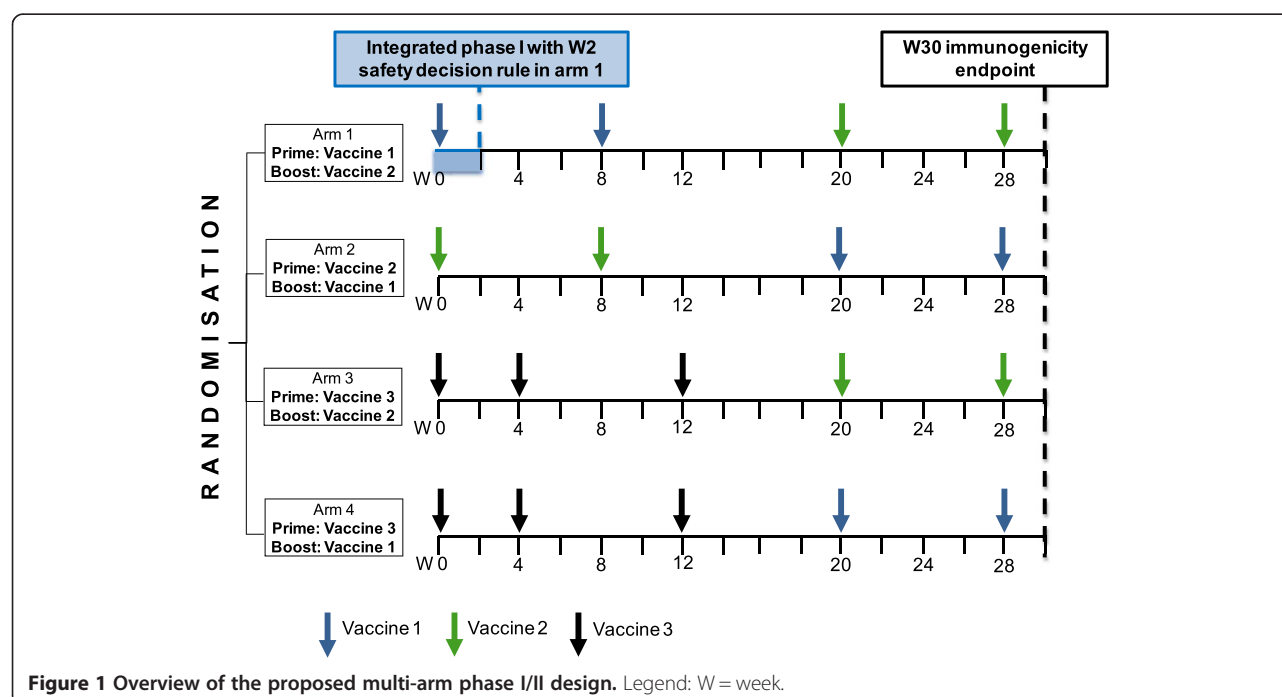 Integrated phase I with W2
safety decision rule in arm 1
W30 immunogenicity
endpoint
RANDOMISATION
Arm 1
Prime: Vaccine 1
Boost: Vaccine 2
W 0 4 8 12 20 24 28
Arm 2
Prime: Vaccine 2
Boost: Vaccine 1
W 0 4 8 12 20 24 28
Arm 3
Prime: Vaccine 3
Boost: Vaccine 2
W 0 4 8 12 20 24 28
Arm 4
Prime: Vaccine 3
Boost: Vaccine 1
W 0 4 8 12 20 24 28
Vaccine 1 Vaccine 2 Vaccine 3
Figure 1 Overview of the proposed multi-arm phase I/II design. Legend: W = week.